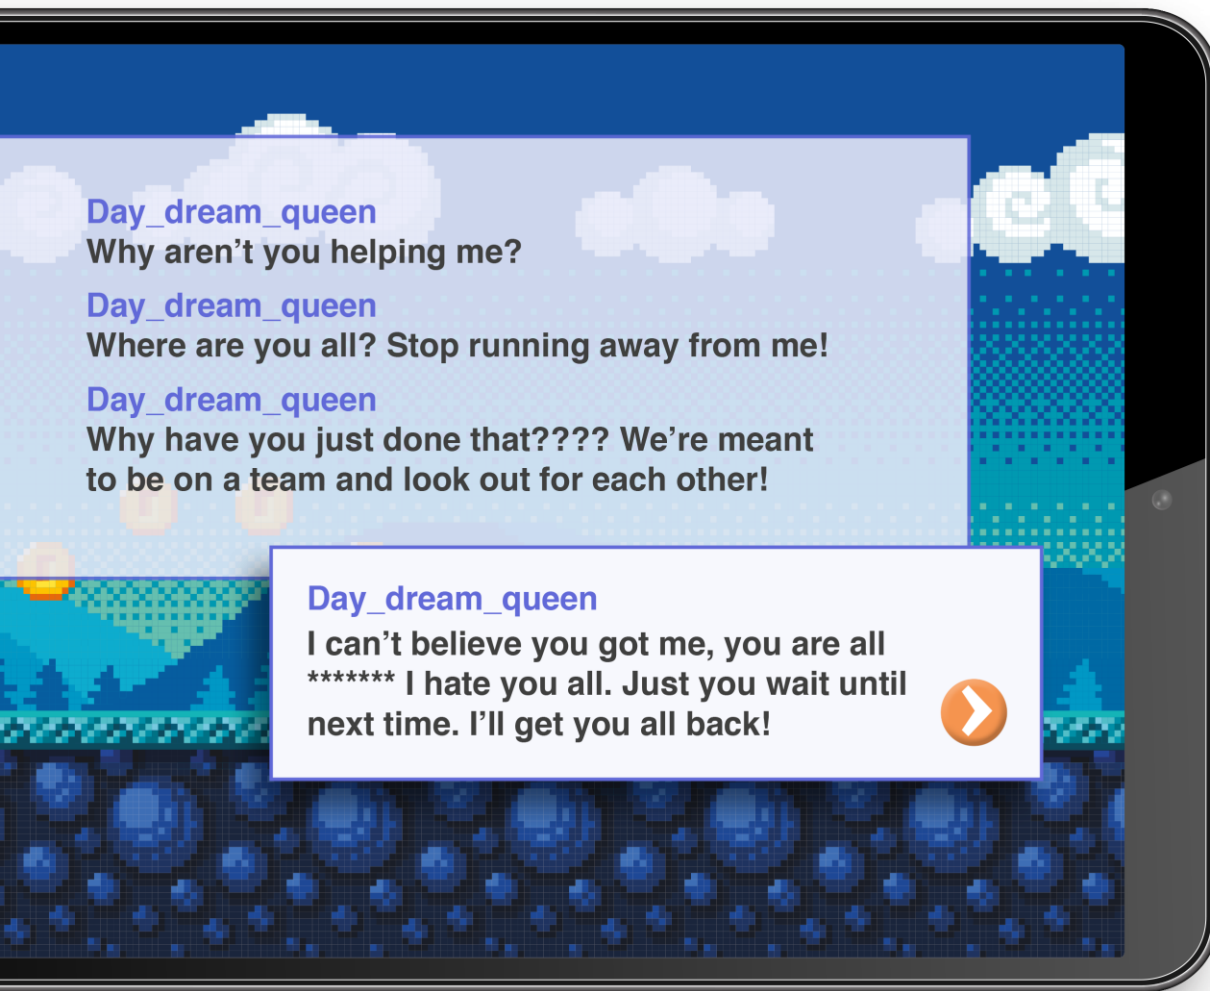 Day_dream_queen
Why aren’t you helping me?
Day_dream_queen
Where are you all? Stop running away from me!
Day_dream_queen
Why have you just done that???? We’re meant
to be on a team and look out for each other!
Day_dream_queen
I can’t believe you got me, you are all
******* I hate you all. Just you wait until
next time. I’ll get you all back!